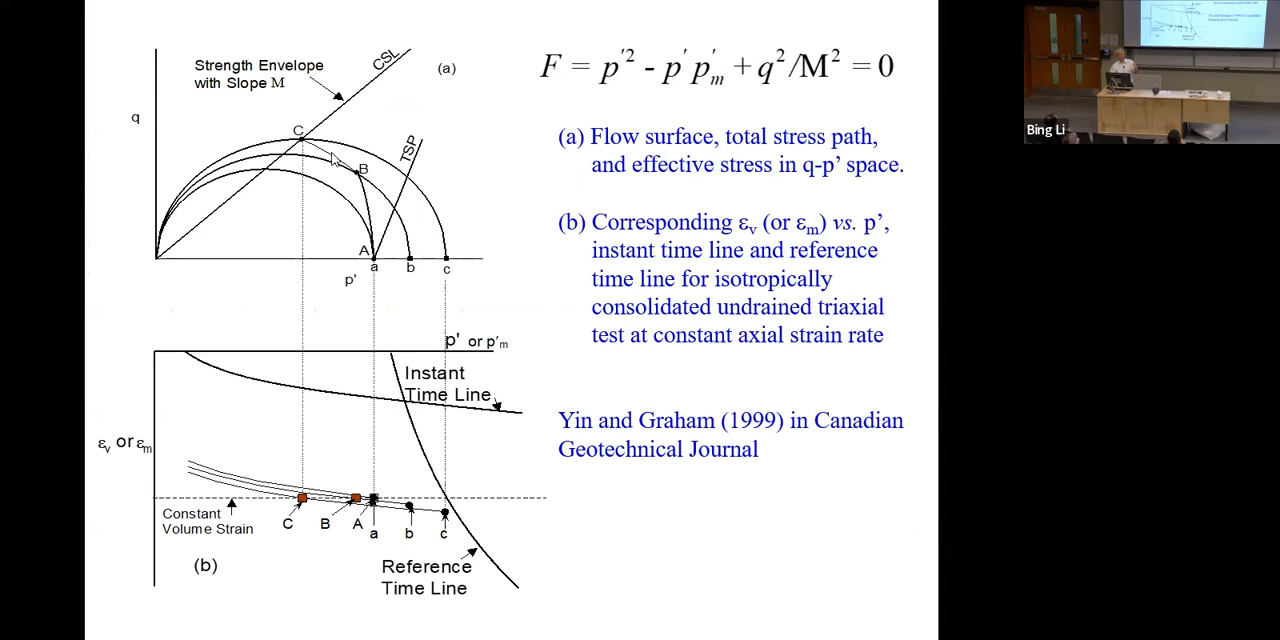 Strength Envelope
with Slope M
CSL
(a)
q
C
B
TSP
A
a
b
c
p'
F = p'² - p'p'm + q²/M² = 0
(a) Flow surface, total stress path,
and effective stress in q-p’ space.
(b) Corresponding εv (or εm) vs. p’,
instant time line and reference
time line for isotropically
consolidated undrained triaxial
test at constant axial strain rate
Yin and Graham (1999) in Canadian
Geotechnical Journal
p' or p'm
Instant
Time Line
εv or εm
Constant
Volume Strain
C
B
A
a
b
c
(b)
Reference
Time Line
Bing Li